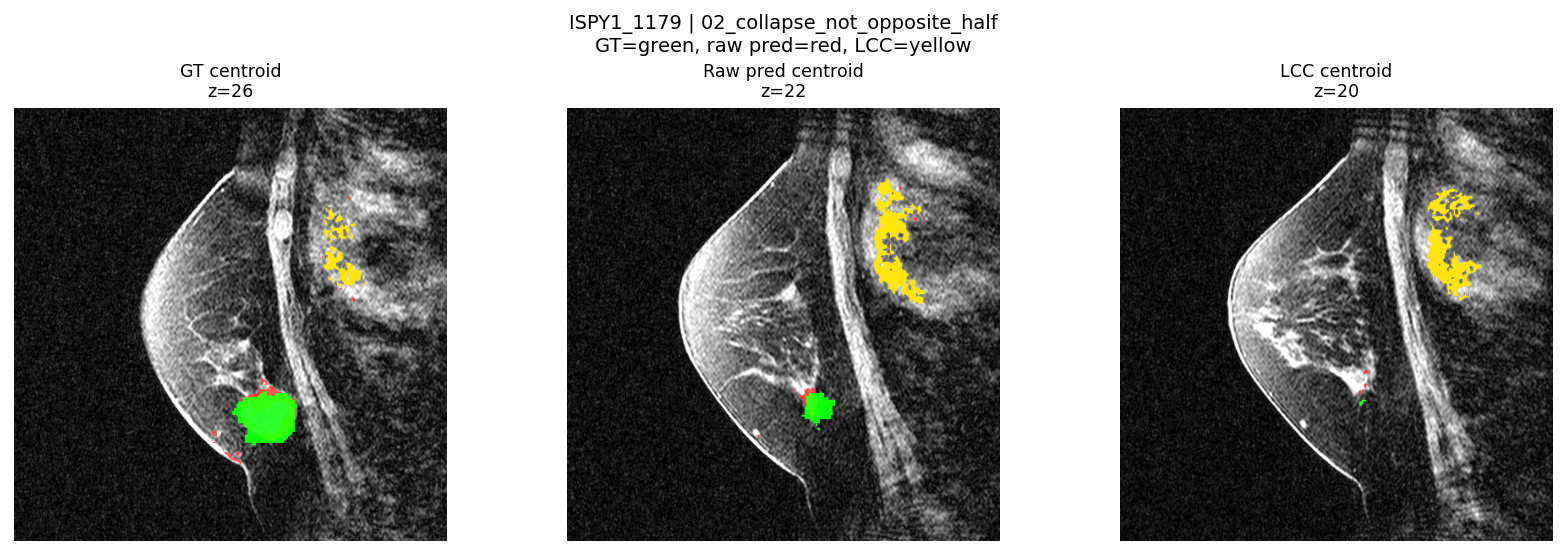 ISPY1_1179 | 02_collapse_not_opposite_half
GT=green, raw pred=red, LCC=yellow
GT centroid
z=26
Raw pred centroid
z=22
LCC centroid
z=20